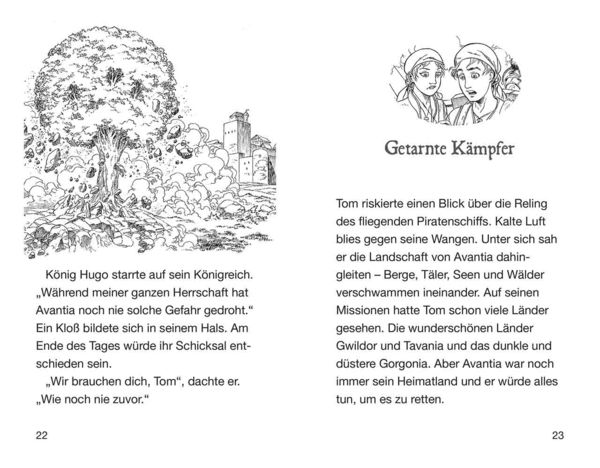 König Hugo starrte auf sein Königreich.
„Während meiner ganzen Herrschaft hat
Avantia noch nie solche Gefahr gedroht.“
Ein Kloß bildete sich in seinem Hals. Am
Ende des Tages würde ihr Schicksal ent-
schieden sein.
„Wir brauchen dich, Tom“, dachte er.
„Wie noch nie zuvor.“
22
Getarnte Kämpfer
Tom riskierte einen Blick über die Reling
des fliegenden Piratenschiffs. Kalte Luft
blies gegen seine Wangen. Unter sich sah
er die Landschaft von Avantia dahin-
gleiten – Berge, Täler, Seen und Wälder
verschwammen ineinander. Auf seinen
Missionen hatte Tom schon viele Länder
gesehen. Die wunderschönen Länder
Gwildor und Tavania und das dunkle und
düstere Gorgonia. Aber Avantia war noch
immer sein Heimatland und er würde alles
tun, um es zu retten.
23